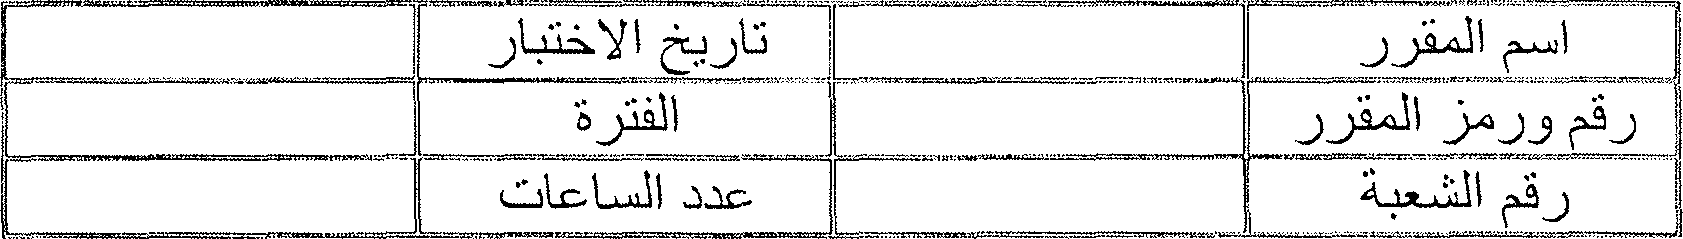 اسم المقرر تاريخ الاختبار
رقم ورمز المقرر الفترة
رقم الشعبة عدد الساعات